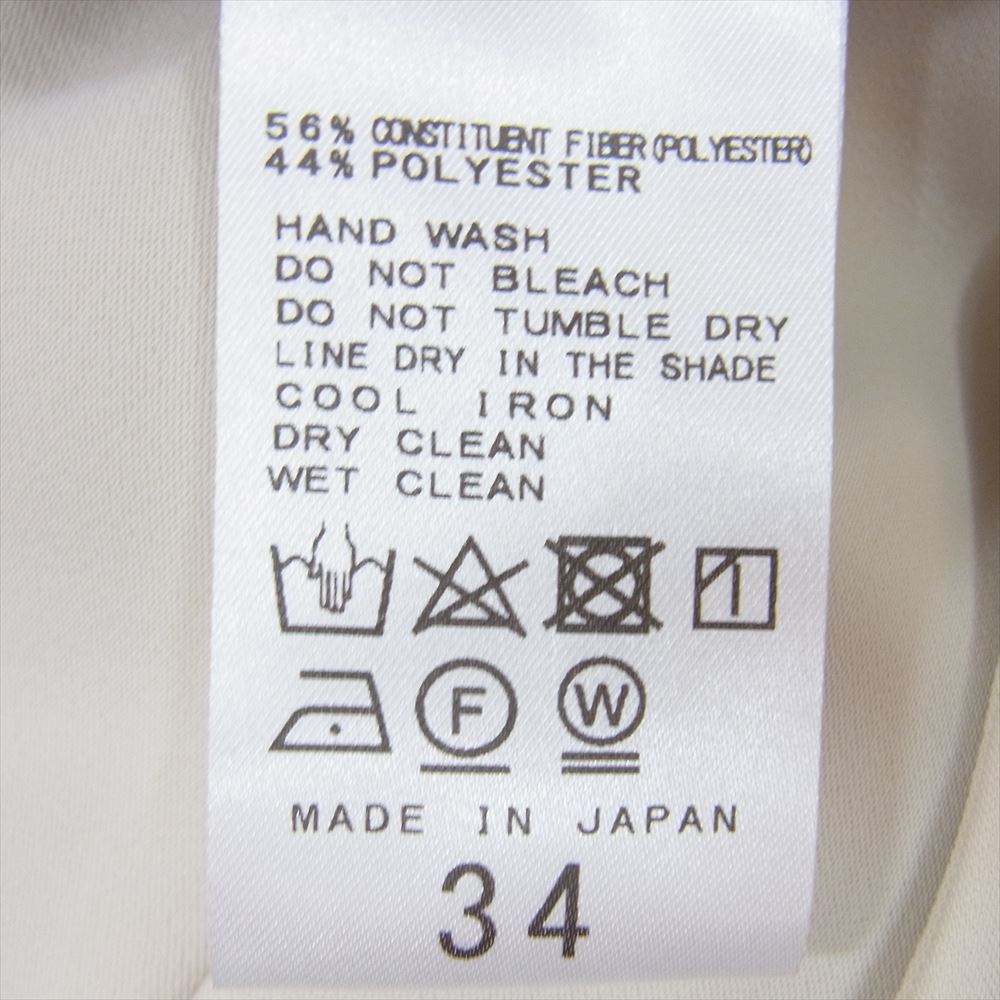 56% CONSTITUENT FIBER(POLYESTER)
44% POLYESTER
HAND WASH
DO NOT BLEACH
DO NOT TUMBLE DRY
LINE DRY IN THE SHADE
COOL IRON
DRY CLEAN
WET CLEAN
F W
MADE IN JAPAN
34